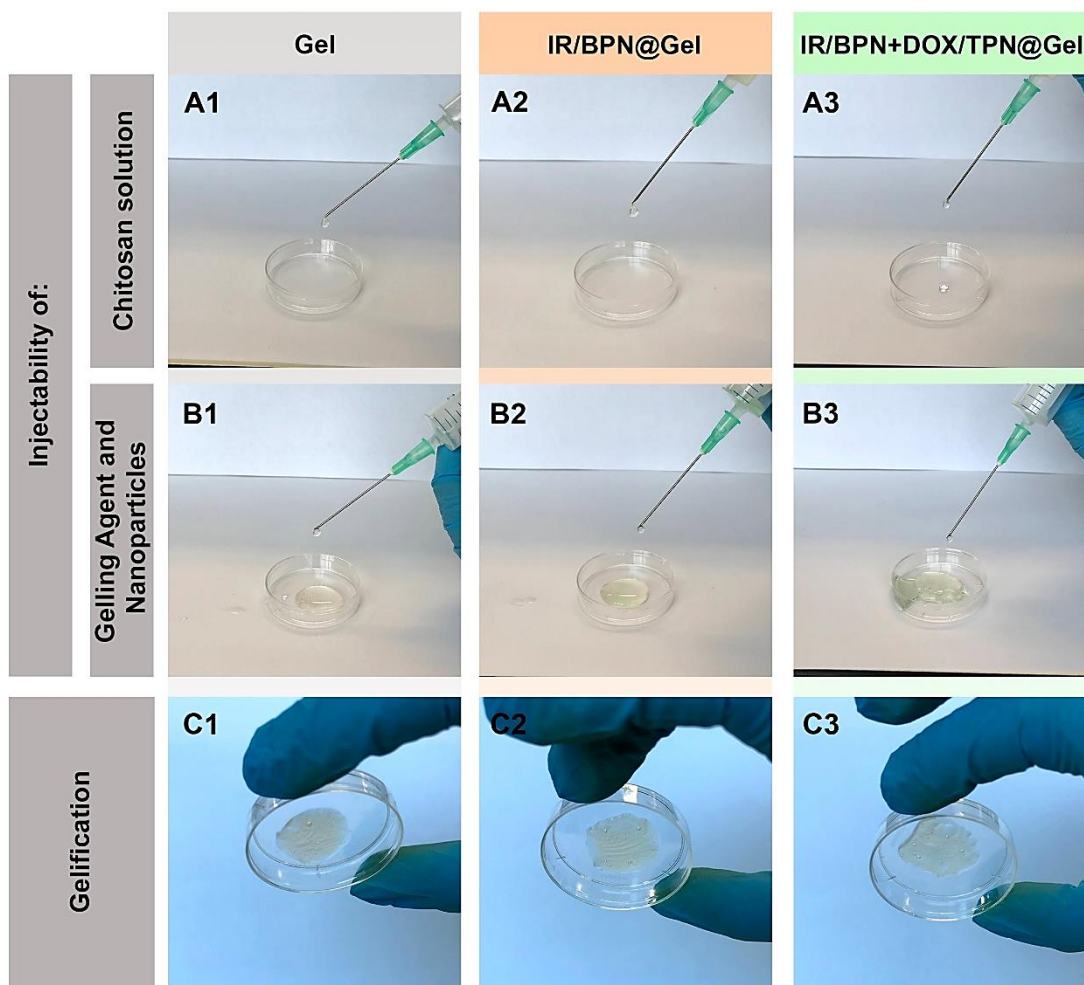 Gel
IR/BPN@Gel
IR/BPN+DOX/TPN@Gel
Injectability of:
Chitosan solution
A1
A2
A3
Gelling Agent and
Nanoparticles
B1
B2
B3
Gelification
C1
C2
C3